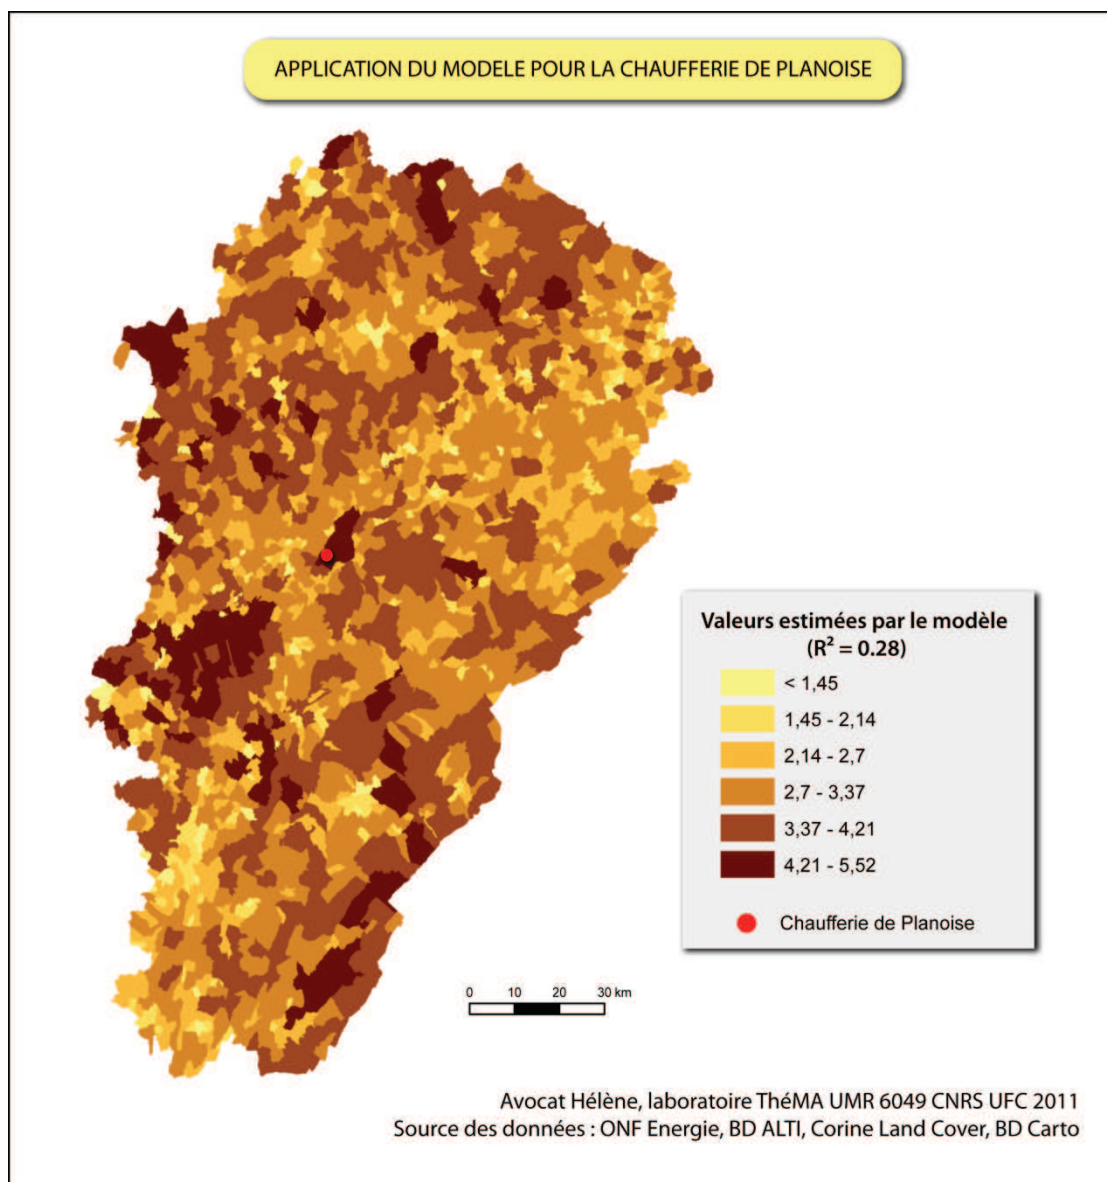 APPLICATION DU MODELE POUR LA CHAUFFERIE DE PLANOISE
Valeurs estimées par le modèle
(R² = 0.28)
< 1,45
1,45 - 2,14
2,14 - 2,7
2,7 - 3,37
3,37 - 4,21
4,21 - 5,52
Chaufferie de Planoise
0 10 20 30 km
Avocat Hélène, laboratoire ThéMA UMR 6049 CNRS UFC 2011
Source des données : ONF Energie, BD ALTI, Corine Land Cover, BD Carto